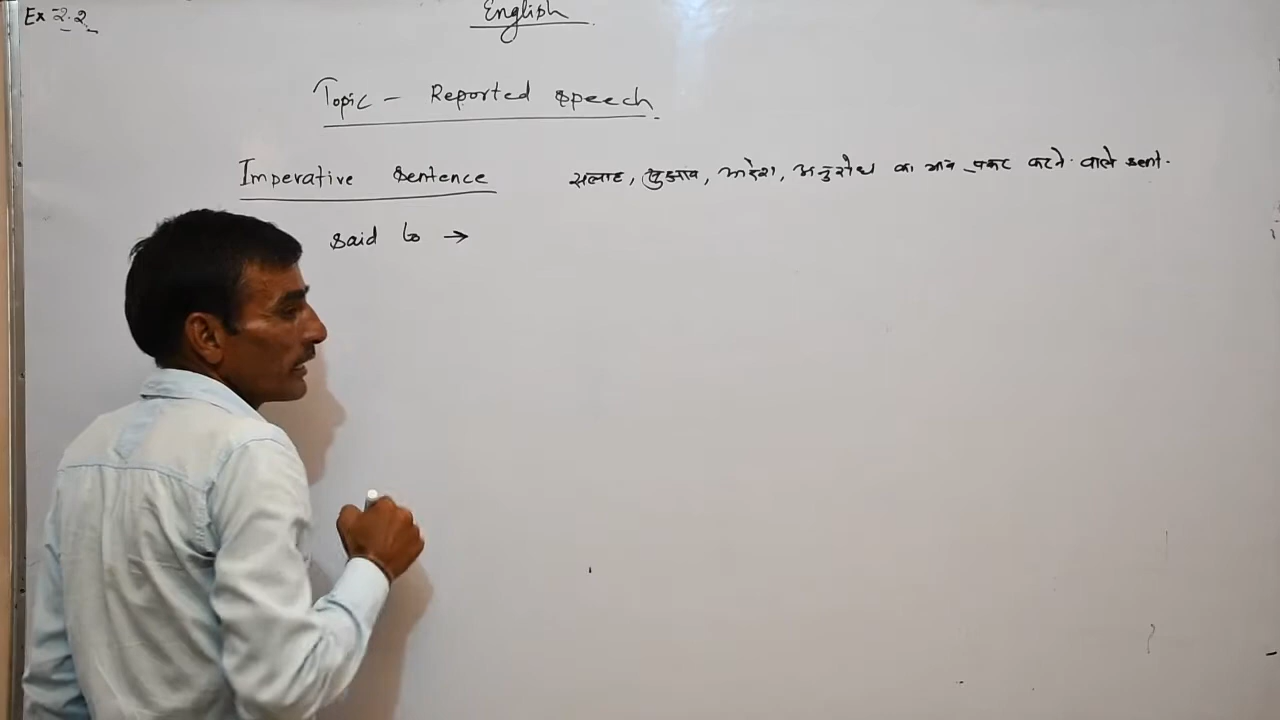 Ex 2.2
English
Topic - Reported speech
Imperative sentence सलाह, सुझाव, आदेश, अनुरोध का भाव प्रकट करने वाले sent.
said to →